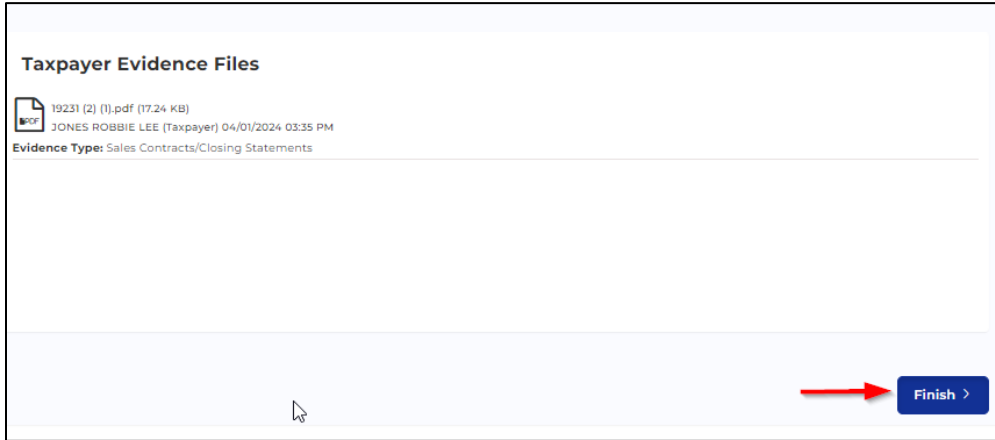 Taxpayer Evidence Files
19231 (2) (1).pdf (17.24 KB)
PDF
JONES ROBBIE LEE (Taxpayer) 04/01/2024 03:35 PM
Evidence Type: Sales Contracts/Closing Statements
Finish >